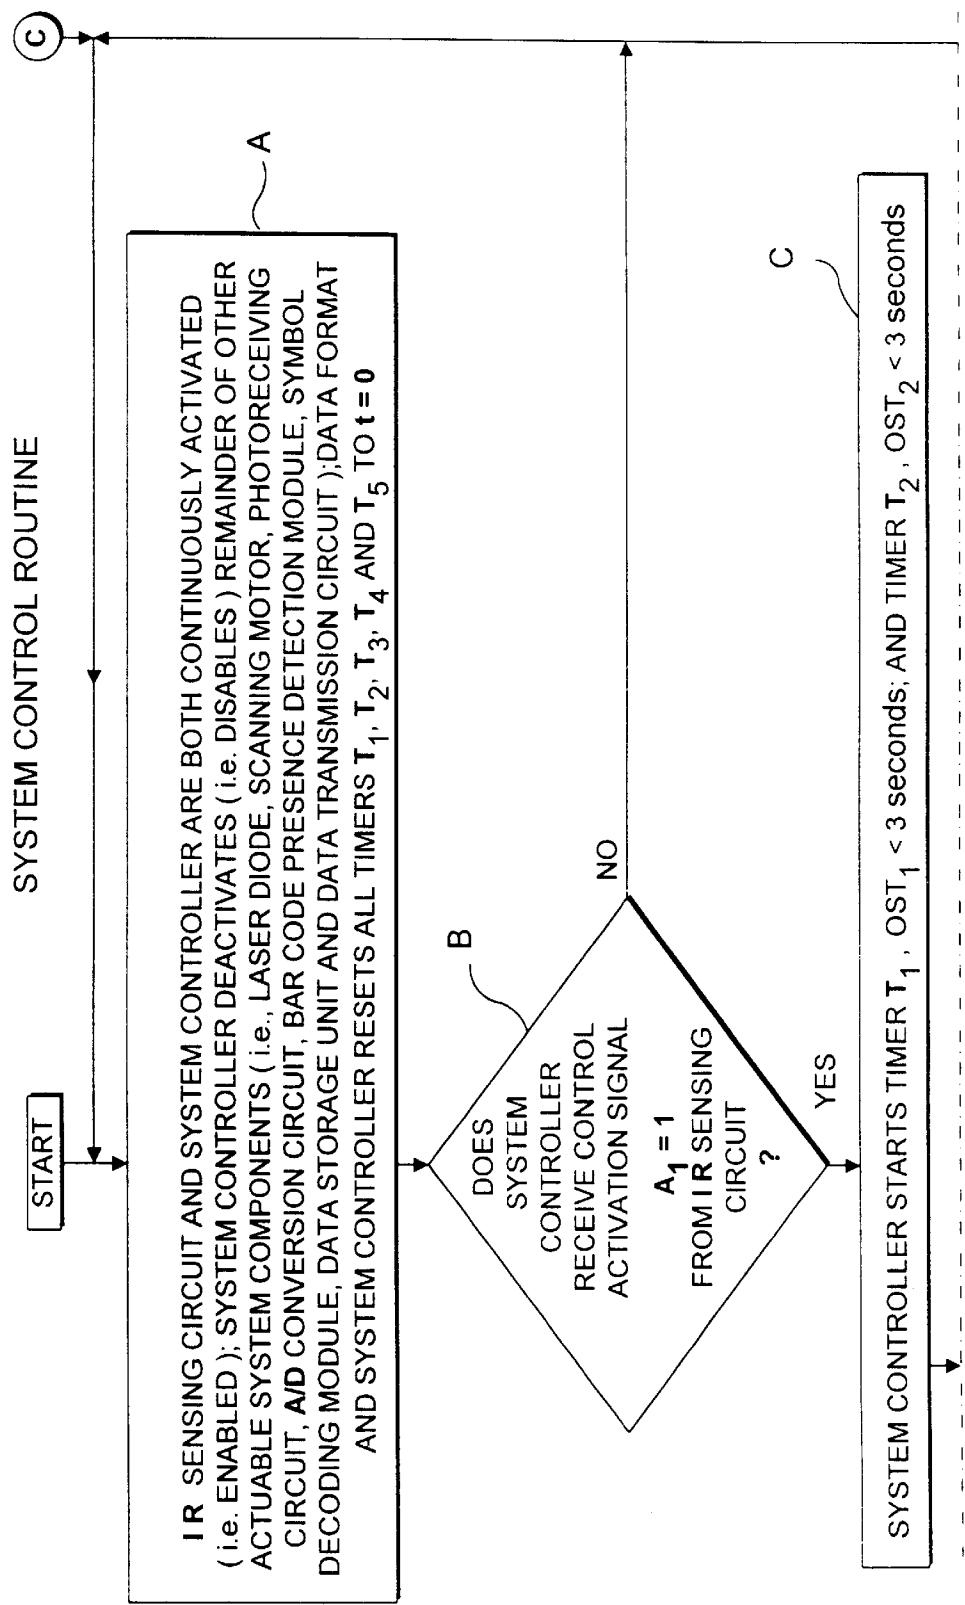 SYSTEM CONTROL ROUTINE
C
START
A
IR SENSING CIRCUIT AND SYSTEM CONTROLLER ARE BOTH CONTINUOUSLY ACTIVATED
( i.e. ENABLED ); SYSTEM CONTROLLER DEACTIVATES ( i.e. DISABLES ) REMAINDER OF OTHER
ACTUABLE SYSTEM COMPONENTS ( i.e., LASER DIODE, SCANNING MOTOR, PHOTORECEIVING
CIRCUIT, A/D CONVERSION CIRCUIT, BAR CODE PRESENCE DETECTION MODULE, SYMBOL
DECODING MODULE, DATA STORAGE UNIT AND DATA TRANSMISSION CIRCUIT );DATA FORMAT
AND SYSTEM CONTROLLER RESETS ALL TIMERS T1, T2, T3, T4 AND T5 TO t = 0
B
DOES
SYSTEM
CONTROLLER
RECEIVE CONTROL
ACTIVATION SIGNAL
A1 = 1
FROM IR SENSING
CIRCUIT
?
NO
YES
C
SYSTEM CONTROLLER STARTS TIMER T1 , OST1 < 3 seconds; AND TIMER T2 , OST2 < 3 seconds